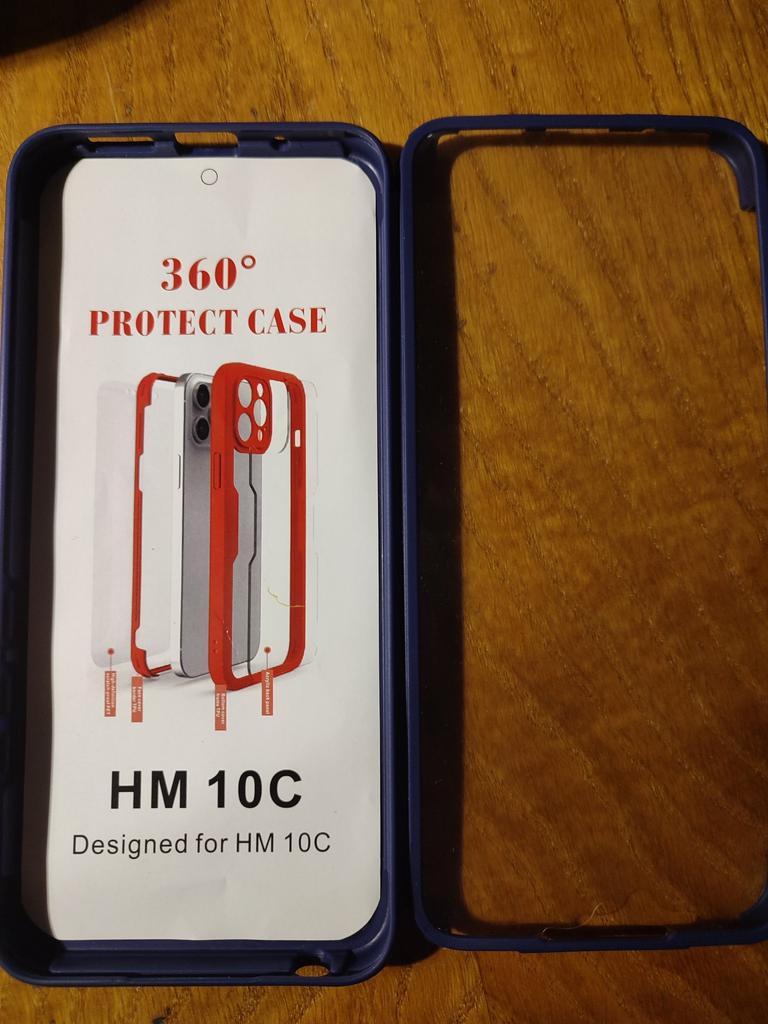 360°
PROTECT CASE
HM 10C
Designed for HM 10C